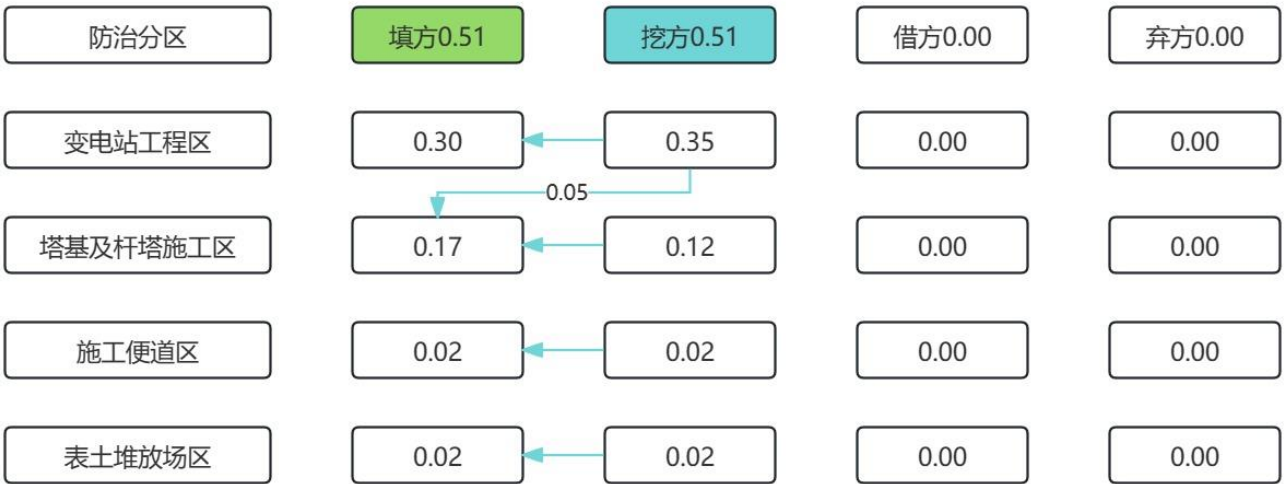 防治分区 填方0.51 挖方0.51 借方0.00 弃方0.00
变电站工程区 0.30 0.35 0.00 0.00
0.05
塔基及杆塔施工区 0.17 0.12 0.00 0.00
施工便道区 0.02 0.02 0.00 0.00
表土堆放场区 0.02 0.02 0.00 0.00